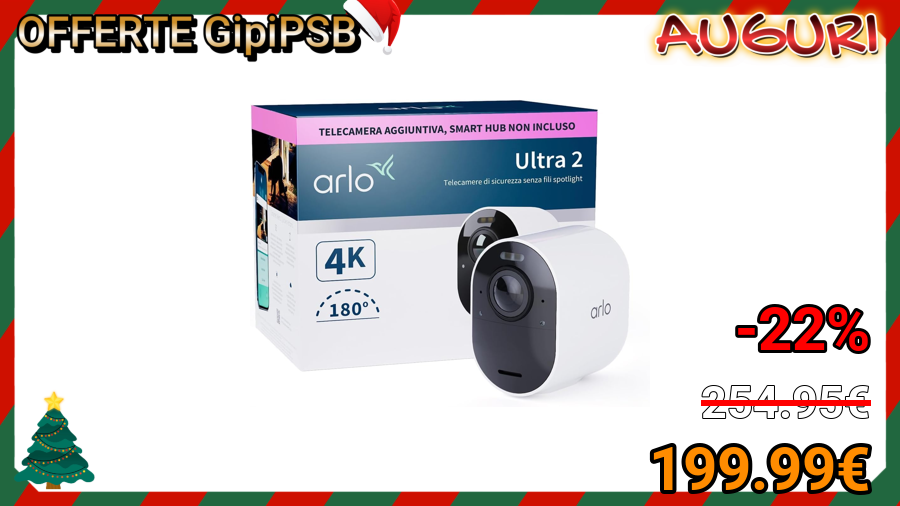 OFFERTE GipiPSB
AUGURI
arlo
TELECAMERA AGGIUNTIVA, SMART HUB NON INCLUSO
arlo
Ultra 2
Telecamere di sicurezza senza fili spotlight
4K
180°
arlo
-22%
254.95€
199.99€